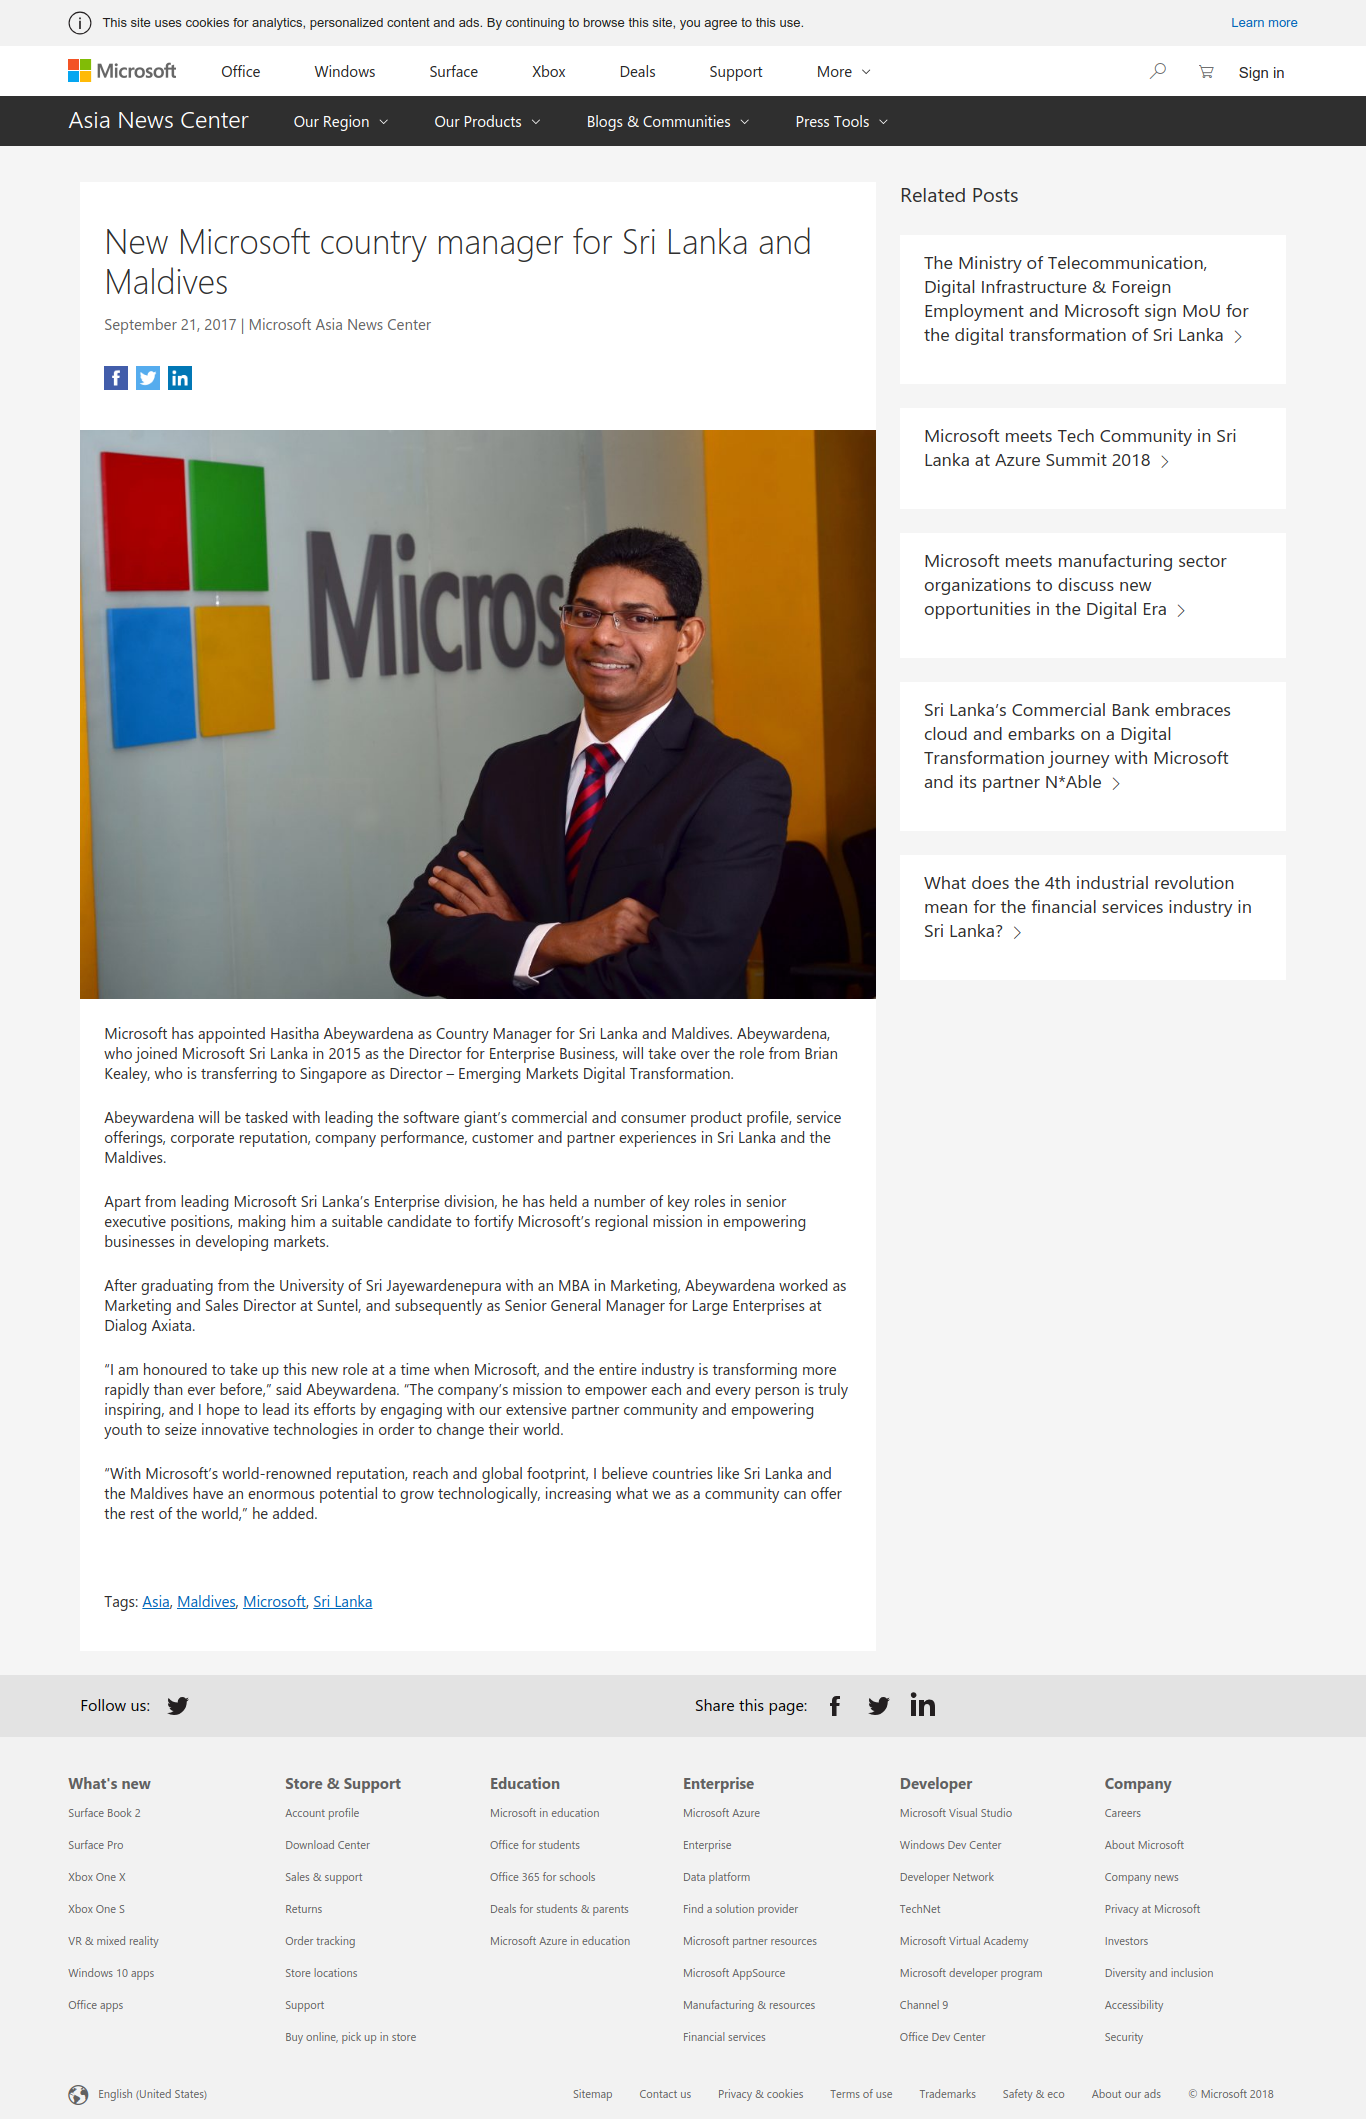 This site uses cookies for analytics, personalized content and ads. By continuing to browse this site, you agree to this use.
Learn more
Microsoft
Office
Windows
Surface
Xbox
Deals
Support
More
Sign in
Asia News Center
Our Region
Our Products
Blogs & Communities
Press Tools
New Microsoft country manager for Sri Lanka and
Maldives
September 21, 2017 | Microsoft Asia News Center
Micros
Microsoft has appointed Hasitha Abeywardena as Country Manager for Sri Lanka and Maldives. Abeywardena,
who joined Microsoft Sri Lanka in 2015 as the Director for Enterprise Business, will take over the role from Brian
Kealey, who is transferring to Singapore as Director – Emerging Markets Digital Transformation.
Abeywardena will be tasked with leading the software giant’s commercial and consumer product profile, service
offerings, corporate reputation, company performance, customer and partner experiences in Sri Lanka and the
Maldives.
Apart from leading Microsoft Sri Lanka’s Enterprise division, he has held a number of key roles in senior
executive positions, making him a suitable candidate to fortify Microsoft’s regional mission in empowering
businesses in developing markets.
After graduating from the University of Sri Jayewardenepura with an MBA in Marketing, Abeywardena worked as
Marketing and Sales Director at Suntel, and subsequently as Senior General Manager for Large Enterprises at
Dialog Axiata.
“I am honoured to take up this new role at a time when Microsoft, and the entire industry is transforming more
rapidly than ever before,” said Abeywardena. “The company’s mission to empower each and every person is truly
inspiring, and I hope to lead its efforts by engaging with our extensive partner community and empowering
youth to seize innovative technologies in order to change their world.
“With Microsoft’s world-renowned reputation, reach and global footprint, I believe countries like Sri Lanka and
the Maldives have an enormous potential to grow technologically, increasing what we as a community can offer
the rest of the world,” he added.
Tags: Asia, Maldives, Microsoft, Sri Lanka
Related Posts
The Ministry of Telecommunication,
Digital Infrastructure & Foreign
Employment and Microsoft sign MoU for
the digital transformation of Sri Lanka
Microsoft meets Tech Community in Sri
Lanka at Azure Summit 2018
Microsoft meets manufacturing sector
organizations to discuss new
opportunities in the Digital Era
Sri Lanka’s Commercial Bank embraces
cloud and embarks on a Digital
Transformation journey with Microsoft
and its partner N*Able
What does the 4th industrial revolution
mean for the financial services industry in
Sri Lanka?
Follow us:
Share this page:
What's new
Surface Book 2
Surface Pro
Xbox One X
Xbox One S
VR & mixed reality
Windows 10 apps
Office apps
Store & Support
Account profile
Download Center
Sales & support
Returns
Order tracking
Store locations
Support
Buy online, pick up in store
Education
Microsoft in education
Office for students
Office 365 for schools
Deals for students & parents
Microsoft Azure in education
Enterprise
Microsoft Azure
Enterprise
Data platform
Find a solution provider
Microsoft partner resources
Microsoft AppSource
Manufacturing & resources
Financial services
Developer
Microsoft Visual Studio
Windows Dev Center
Developer Network
TechNet
Microsoft Virtual Academy
Microsoft developer program
Channel 9
Office Dev Center
Company
Careers
About Microsoft
Company news
Privacy at Microsoft
Investors
Diversity and inclusion
Accessibility
Security
English (United States)
Sitemap
Contact us
Privacy & cookies
Terms of use
Trademarks
Safety & eco
About our ads
© Microsoft 2018